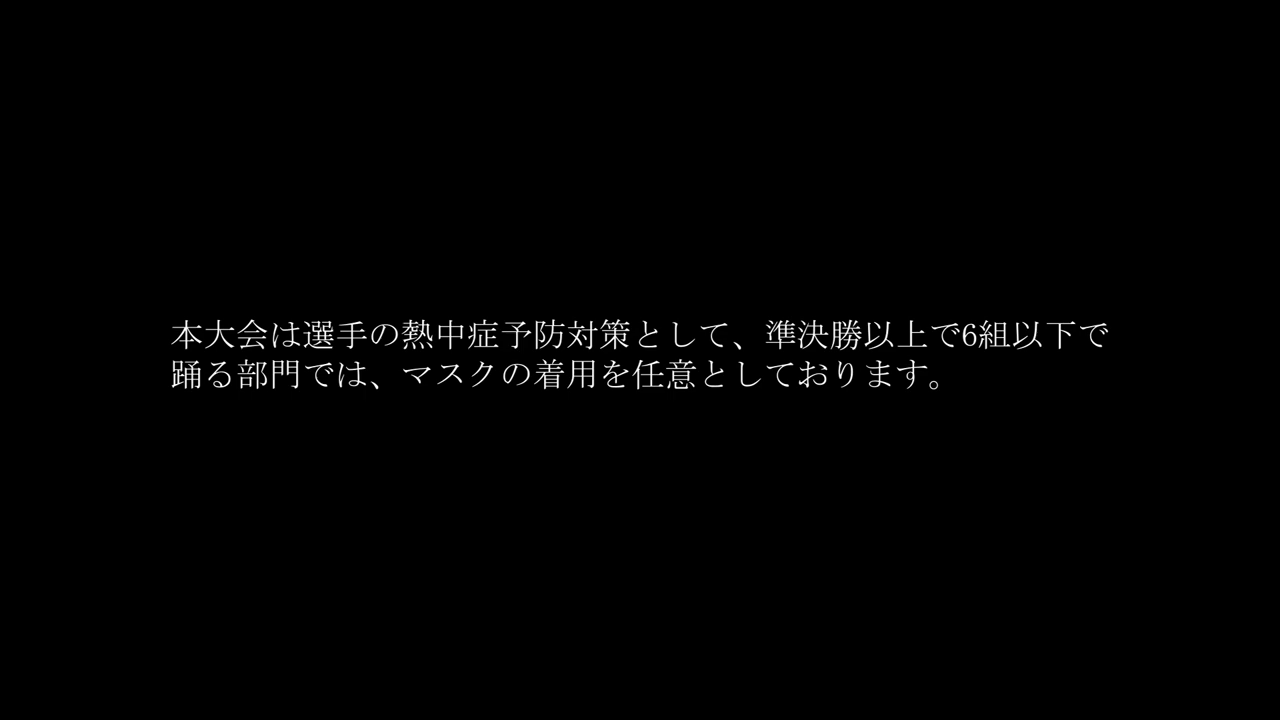 本大会は選手の熱中症予防対策として、準決勝以上で6組以下で
踊る部門では、マスクの着用を任意としております。